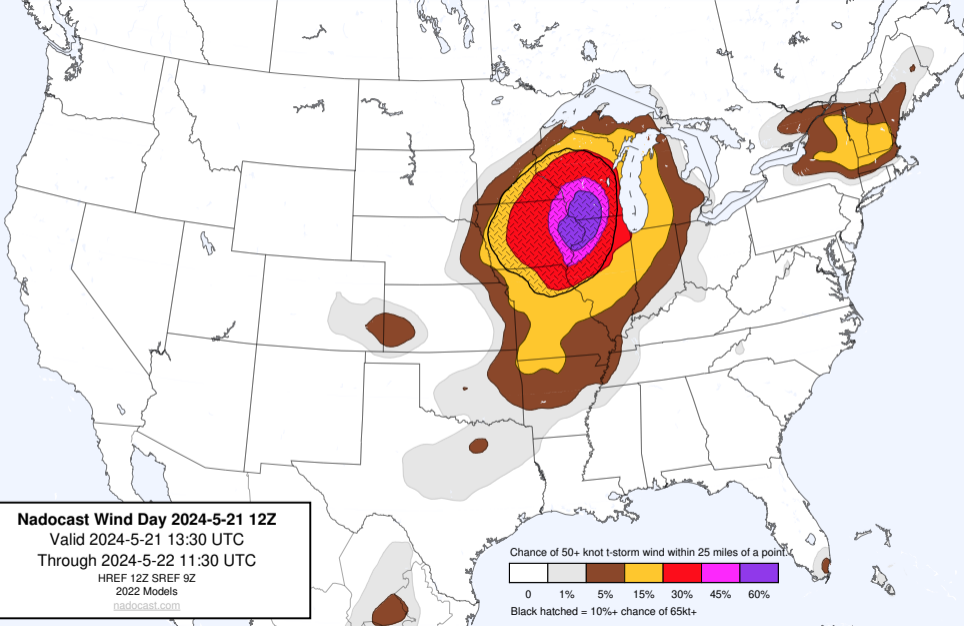 Nadocast Wind Day 2024-5-21 12Z
Valid 2024-5-21 13:30 UTC
Through 2024-5-22 11:30 UTC
HREF 12Z SREF 9Z
2022 Models
nadocast.com
Chance of 50+ knot t-storm wind within 25 miles of a point.
0 1% 5% 15% 30% 45% 60%
Black hatched = 10%+ chance of 65kt+